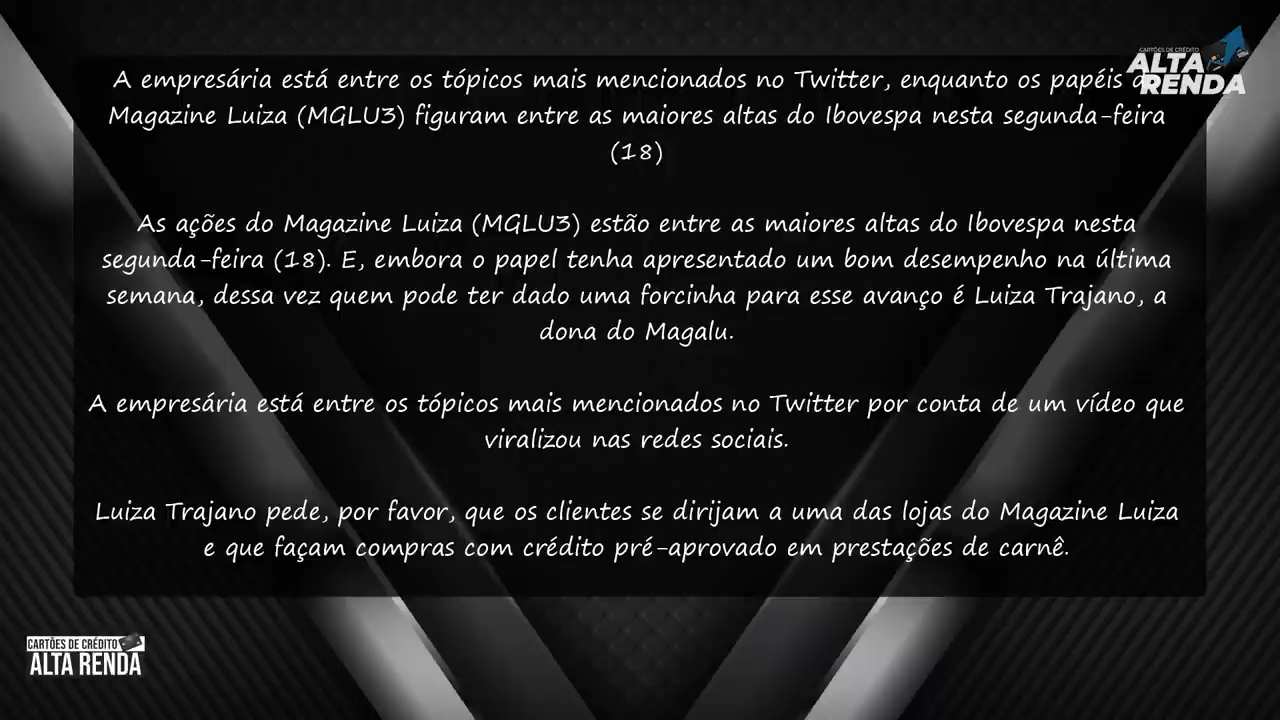 CARTÕES DE CRÉDITO
ALTA
RENDA
A empresária está entre os tópicos mais mencionados no Twitter, enquanto os papéis
Magazine Luiza (MGLU3) figuram entre as maiores altas do Ibovespa nesta segunda-feira
(18)
As ações do Magazine Luiza (MGLU3) estão entre as maiores altas do Ibovespa nesta
segunda-feira (18). E, embora o papel tenha apresentado um bom desempenho na última
semana, dessa vez quem pode ter dado uma forcinha para esse avanço é Luiza Trajano, a
dona do Magalu.
A empresária está entre os tópicos mais mencionados no Twitter por conta de um vídeo que
viralizou nas redes sociais.
Luiza Trajano pede, por favor, que os clientes se dirijam a uma das lojas do Magazine Luiza
e que façam compras com crédito pré-aprovado em prestações de carnê.
CARTÕES DE CRÉDITO
ALTA RENDA